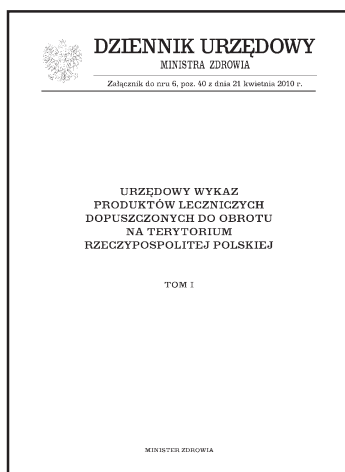 DZIENNIK URZĘDOWY
MINISTRA ZDROWIA
Załącznik do nru 6, poz. 40 z dnia 21 kwietnia 2010 r.
URZĘDOWY WYKAZ
PRODUKTÓW LECZNICZYCH
DOPUSZCZONYCH DO OBROTU
NA TERYTORIUM
RZECZYPOSPOLITEJ POLSKIEJ
TOM I
MINISTER ZDROWIA